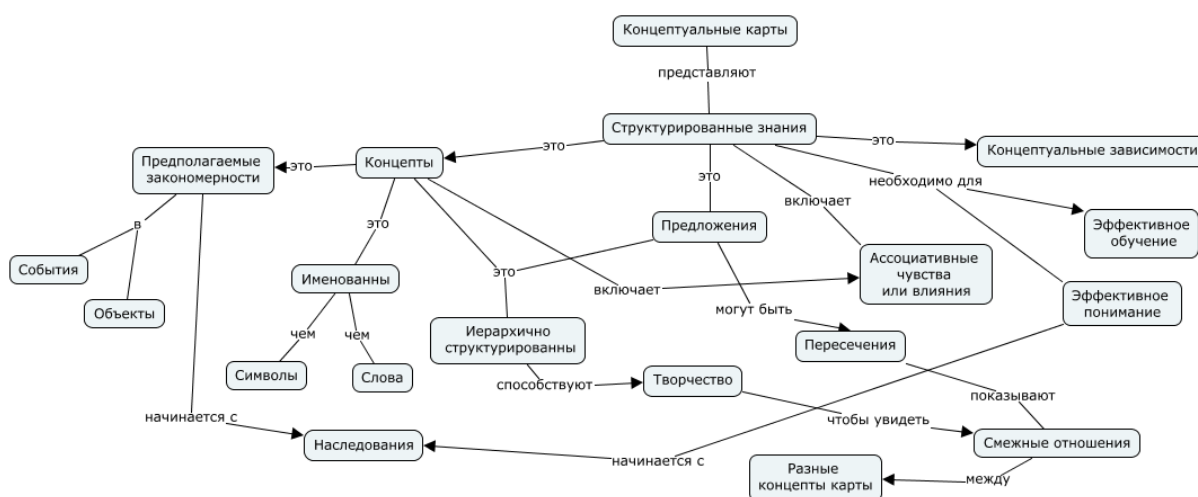 Концептуальные карты
представляют
Структурированные знания
это
это
Концептуальные зависимости
Предполагаемые
закономерности
это
Концепты
это
необходимо для
включает
Предложения
Эффективное
обучение
в
это
События
Именованны
это
Ассоциативные
чувства
или влияния
включает
Эффективное
понимание
Объекты
могут быть
чем
чем
Иерархично
структурированны
Пересечения
Символы
Слова
способствуют
Творчество
показывают
начинается с
чтобы увидеть
Наследования
Смежные отношения
начинается с
Разные
концепты карты
между